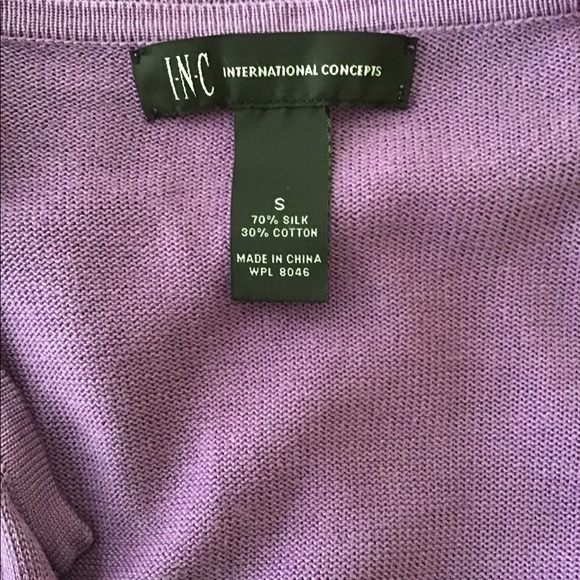 I·N·C INTERNATIONAL CONCEPTS
S
70% SILK
30% COTTON
MADE IN CHINA
WPL 8046